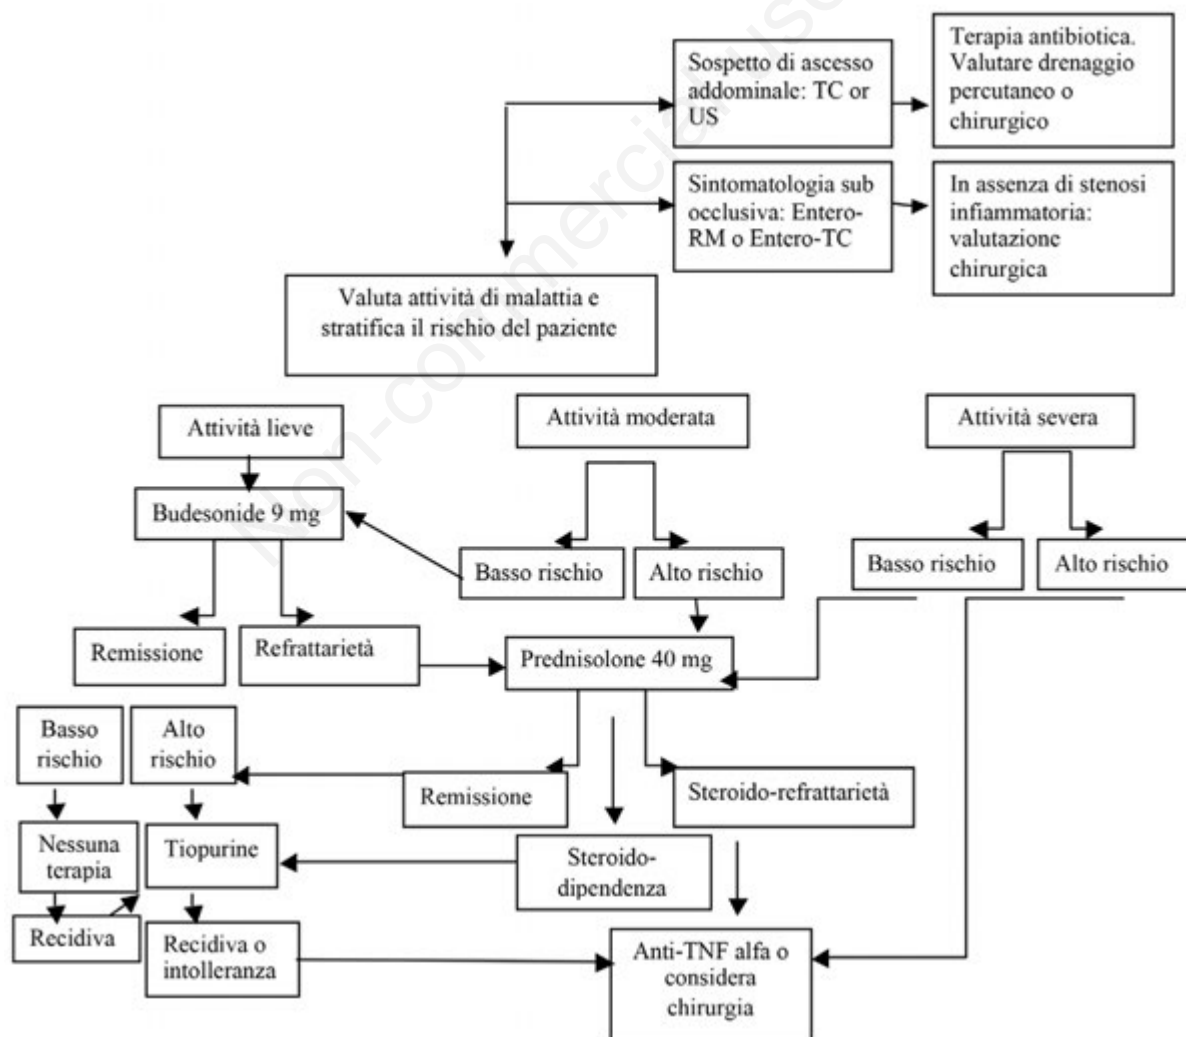 Non-commercial use
Sospetto di ascesso
addominale: TC or
US
Terapia antibiotica.
Valutare drenaggio
percutaneo o
chirurgico
Sintomatologia sub
occlusiva: Entero-
RM o Entero-TC
In assenza di stenosi
infiammatoria:
valutazione
chirurgica
Valuta attività di malattia e
stratifica il rischio del paziente
Attività lieve
Attività moderata
Attività severa
Budesonide 9 mg
Basso rischio
Alto rischio
Basso rischio
Alto rischio
Remissione
Refrattarietà
Prednisolone 40 mg
Basso
rischio
Alto
rischio
Remissione
Steroido-refrattarietà
Nessuna
terapia
Tiopurine
Steroido-
dipendenza
Recidiva
Recidiva o
intolleranza
Anti-TNF alfa o
considera
chirurgia